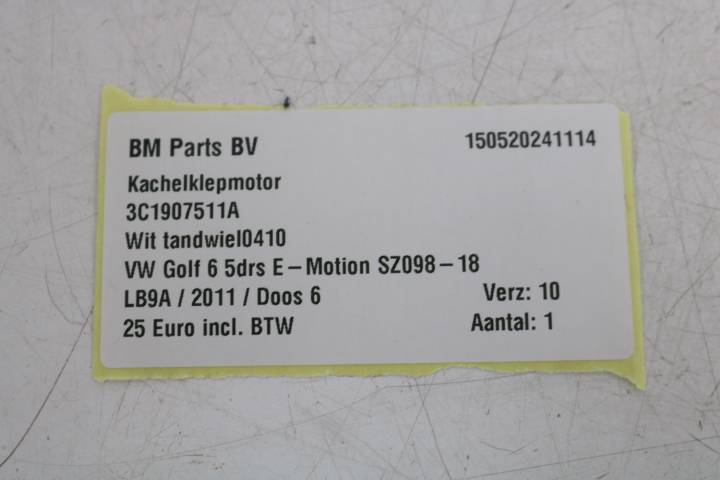 BM Parts BV 150520241114
Kachelklepmotor
3C1907511A
Wit tandwiel0410
VW Golf 6 5drs E-Motion SZ098-18
LB9A / 2011 / Doos 6 Verz: 10
25 Euro incl. BTW Aantal: 1